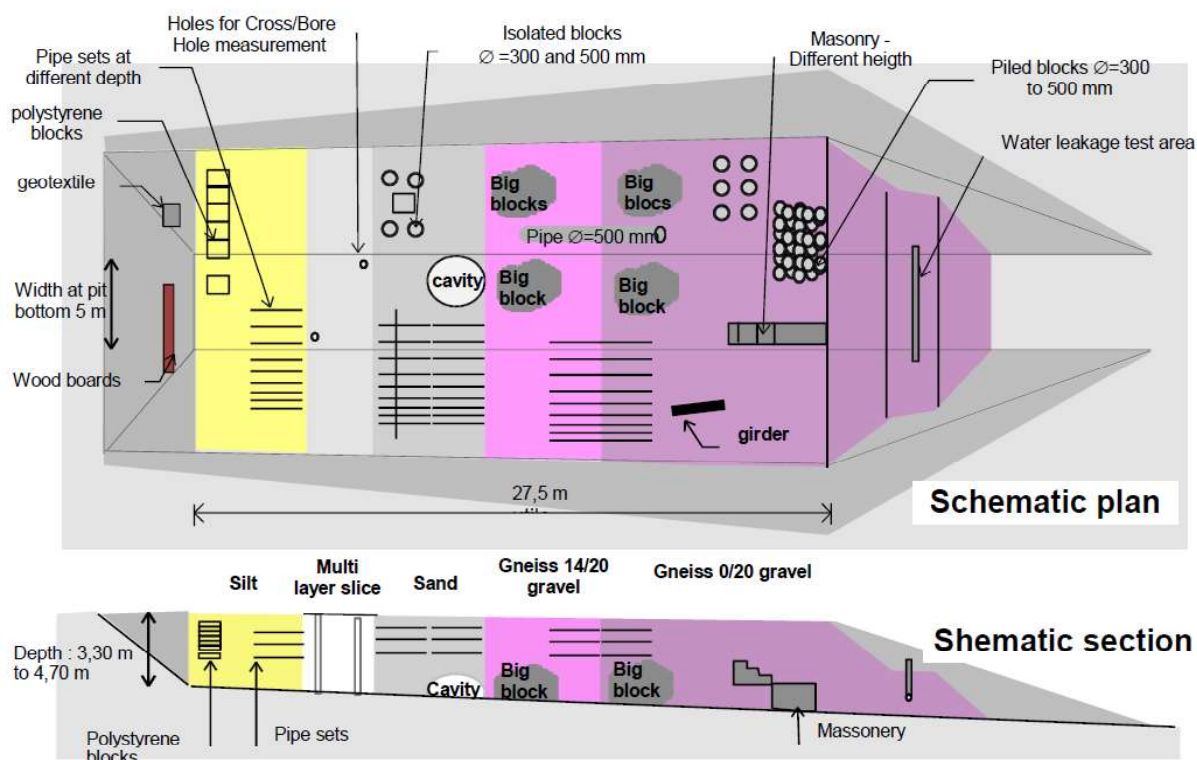 Holes for Cross/Bore
Hole measurement
Isolated blocks
∅ =300 and 500 mm
Masonry -
Different heigth
Piled blocks ∅=300
to 500 mm
Pipe sets at
different depth
polystyrene
blocks
Water leakage test area
geotextile
Big
blocks
Big
blocs
Pipe ∅=500 mm
Width at pit
bottom 5 m
cavity
Big
block
Big
block
Wood boards
girder
27,5 m
Schematic plan
Silt
Multi
layer slice
Sand
Gneiss 14/20
gravel
Gneiss 0/20 gravel
Shematic section
Depth : 3,30 m
to 4,70 m
Cavity
Big
block
Big
block
Polystyrene
blocks
Pipe sets
Massonery